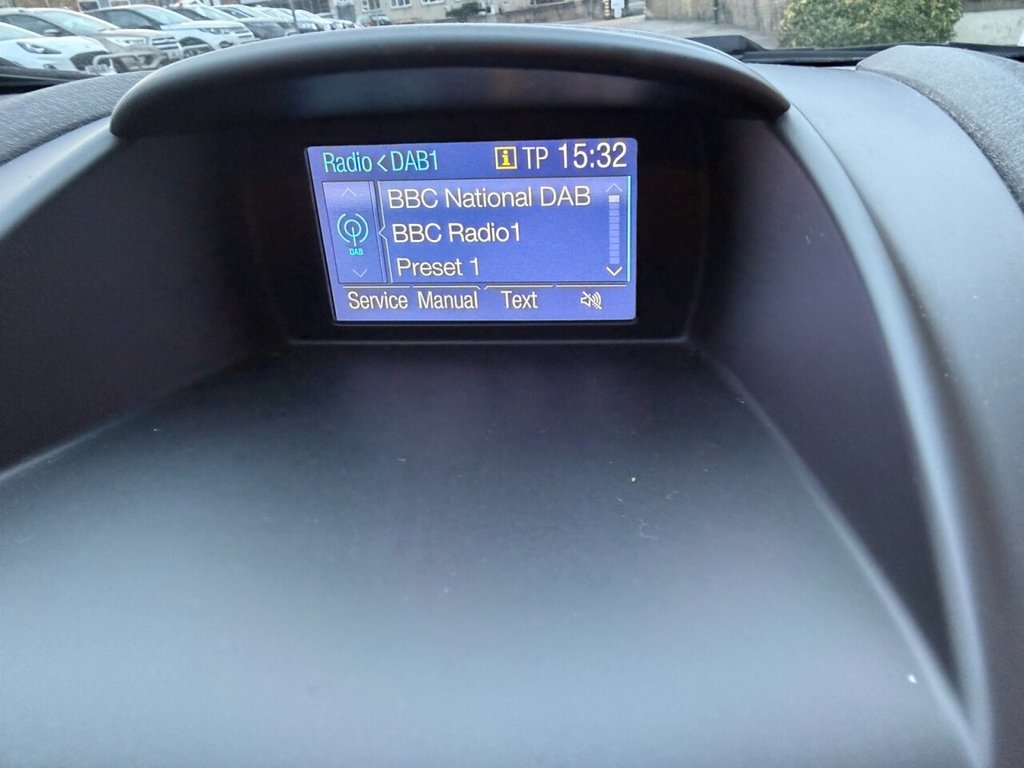 Radio < DAB1 i TP 15:32
BBC National DAB
BBC Radio1
DAB
Preset 1
Service Manual Text